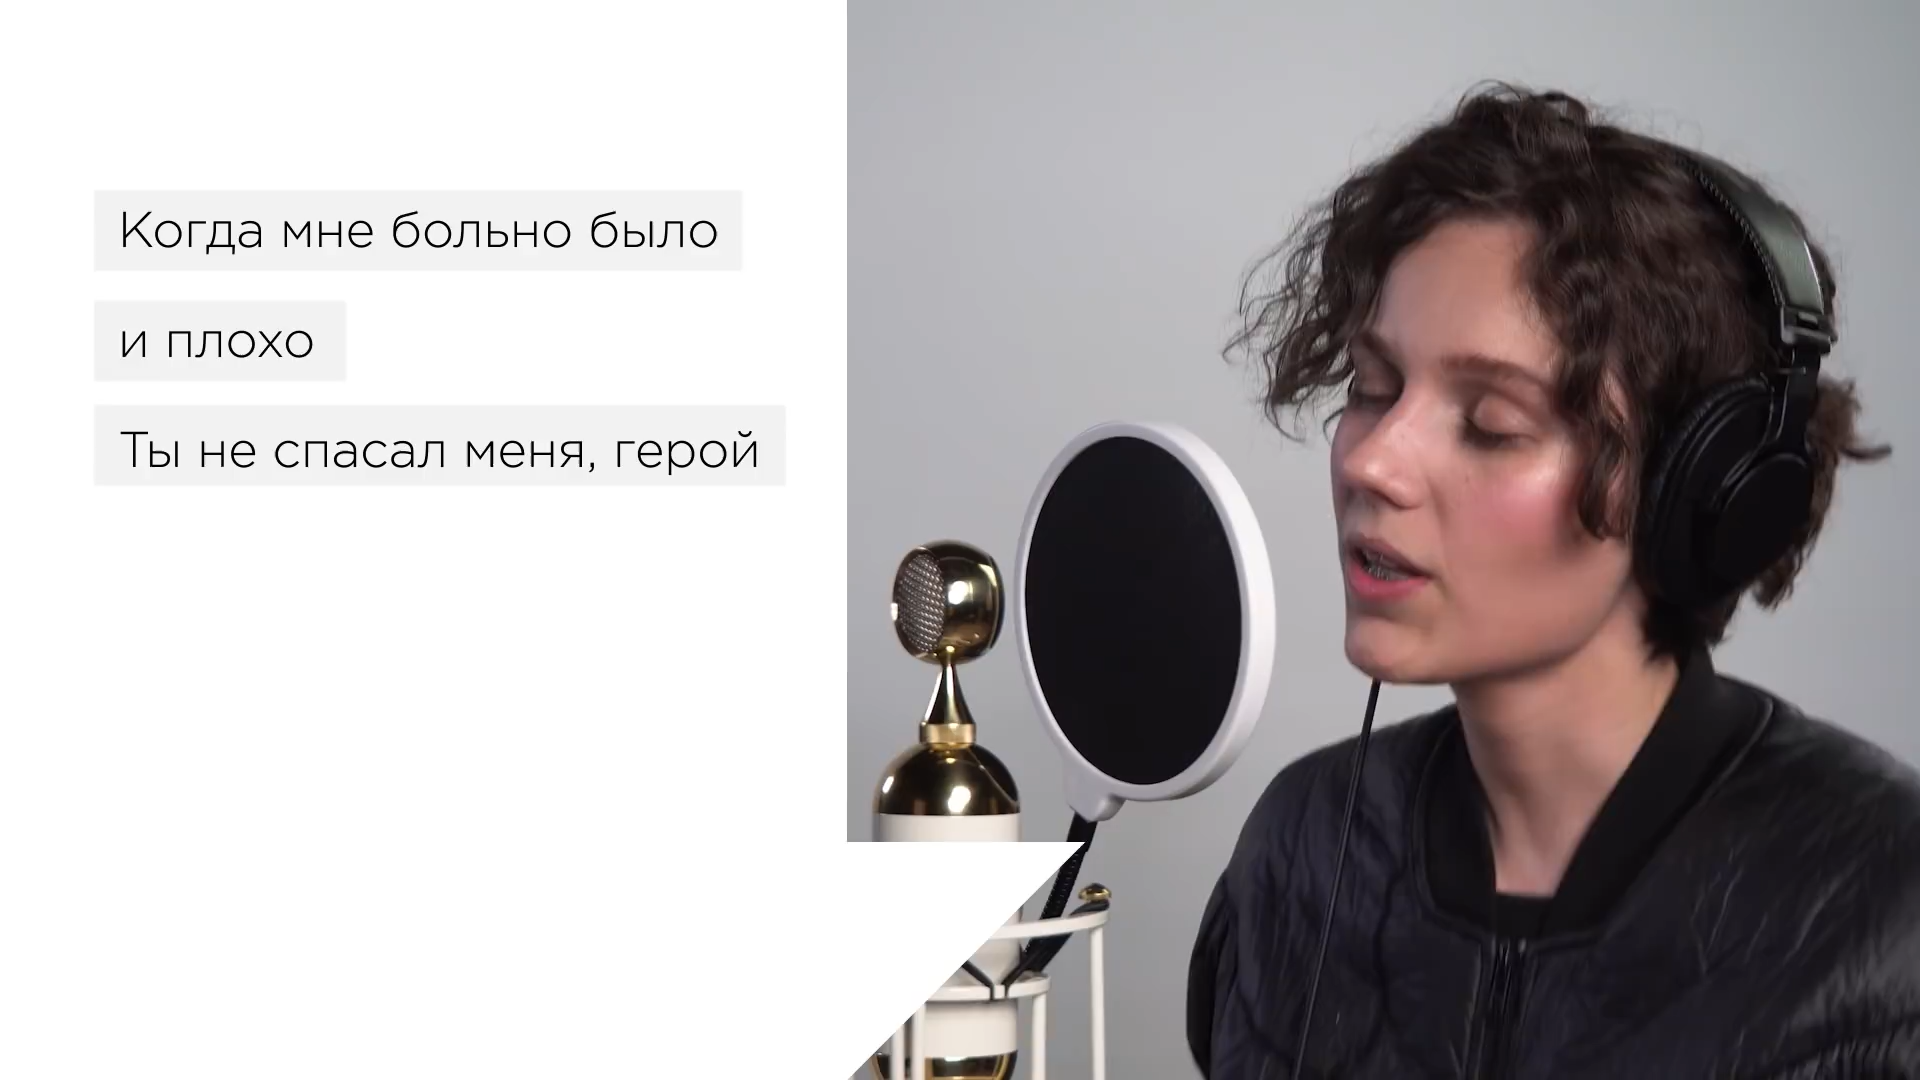 Когда мне больно было
и плохо
Ты не спасал меня, герой